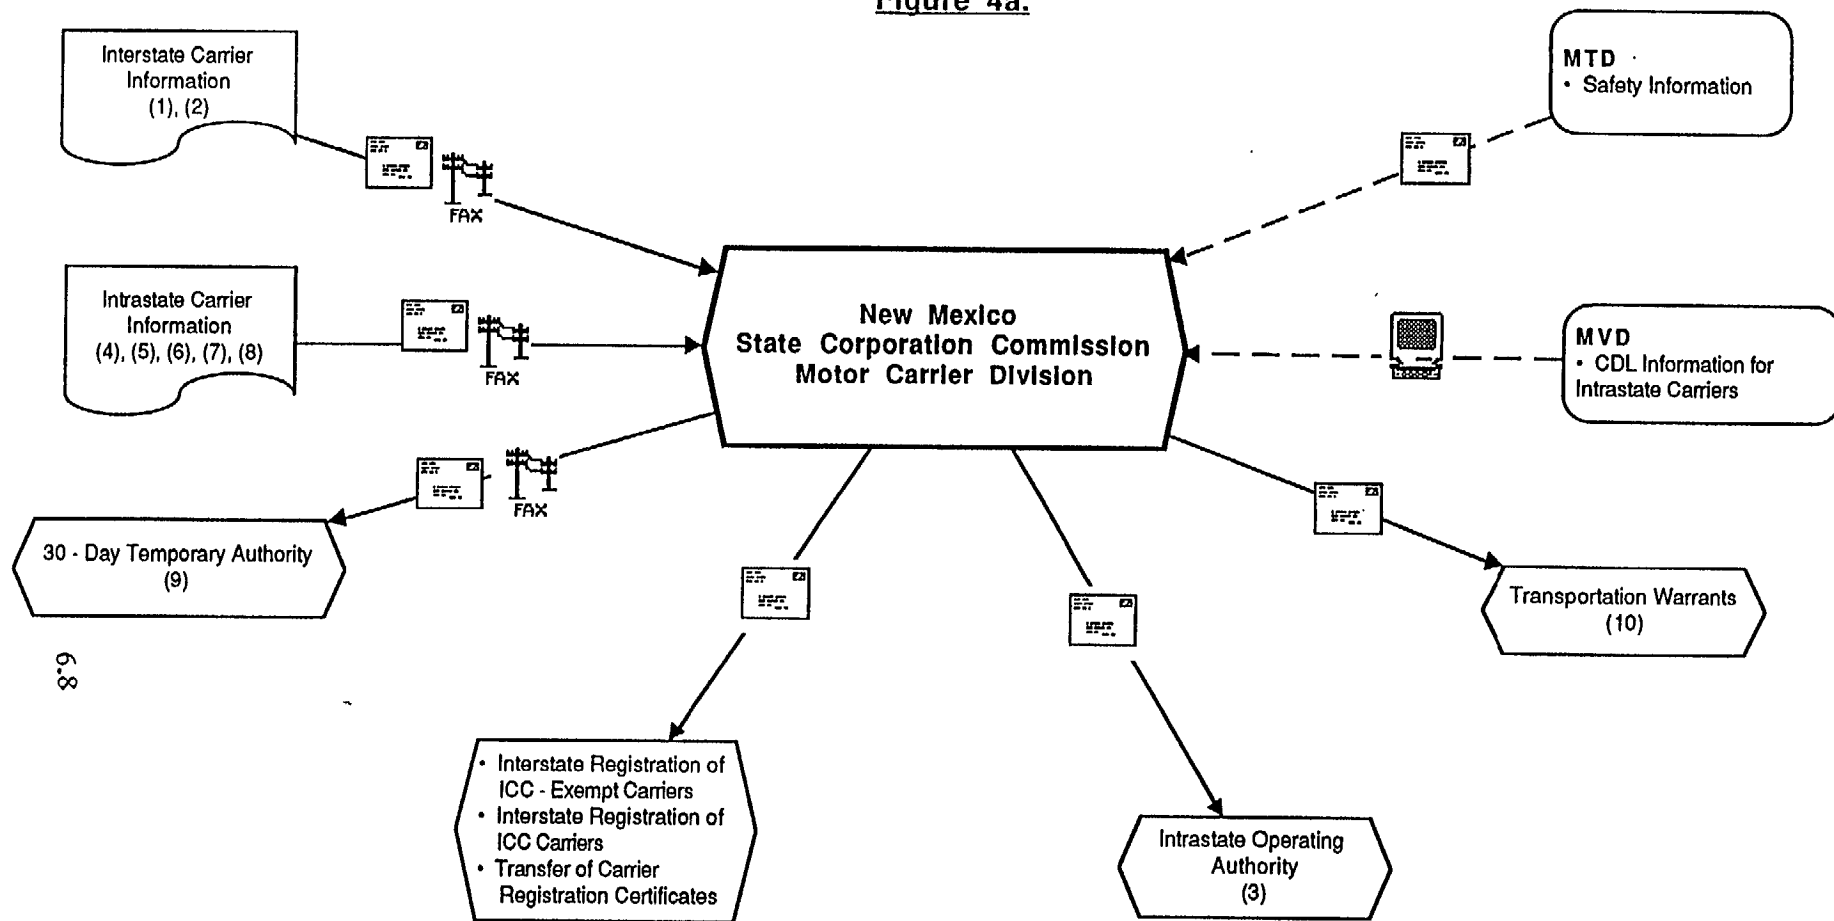 Figure 4a.
Interstate Carrier
Information
(1), (2)
FAX
MTD
• Safety Information
Intrastate Carrier
Information
(4), (5), (6), (7), (8)
FAX
New Mexico
State Corporation Commission
Motor Carrier Division
MVD
• CDL Information for
Intrastate Carriers
FAX
30 - Day Temporary Authority
(9)
Transportation Warrants
(10)
6.8
• Interstate Registration of
ICC - Exempt Carriers
• Interstate Registration of
ICC Carriers
• Transfer of Carrier
Registration Certificates
Intrastate Operating
Authority
(3)